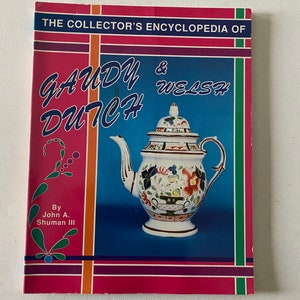 THE COLLECTOR'S ENCYCLOPEDIA OF
GAUDY &
DUTCH WELSH
By
John A.
Shuman III